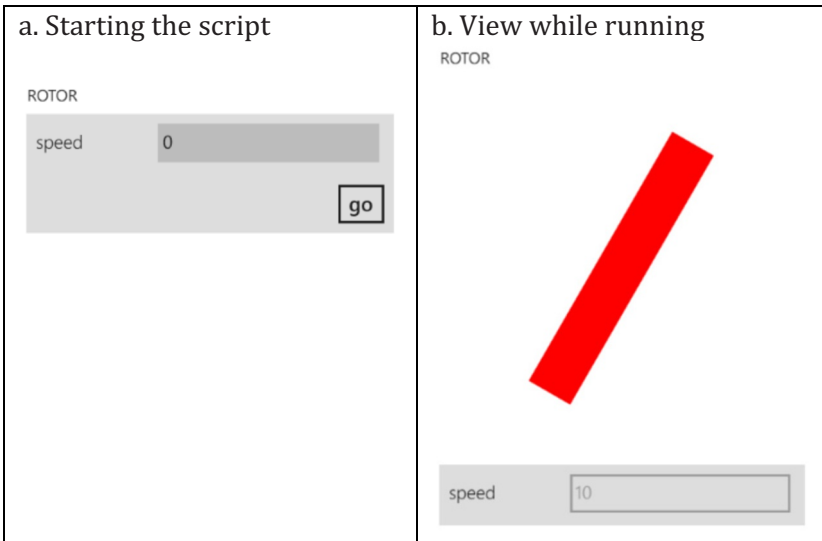 a. Starting the script
ROTOR
speed 0
go
b. View while running
ROTOR
speed 10